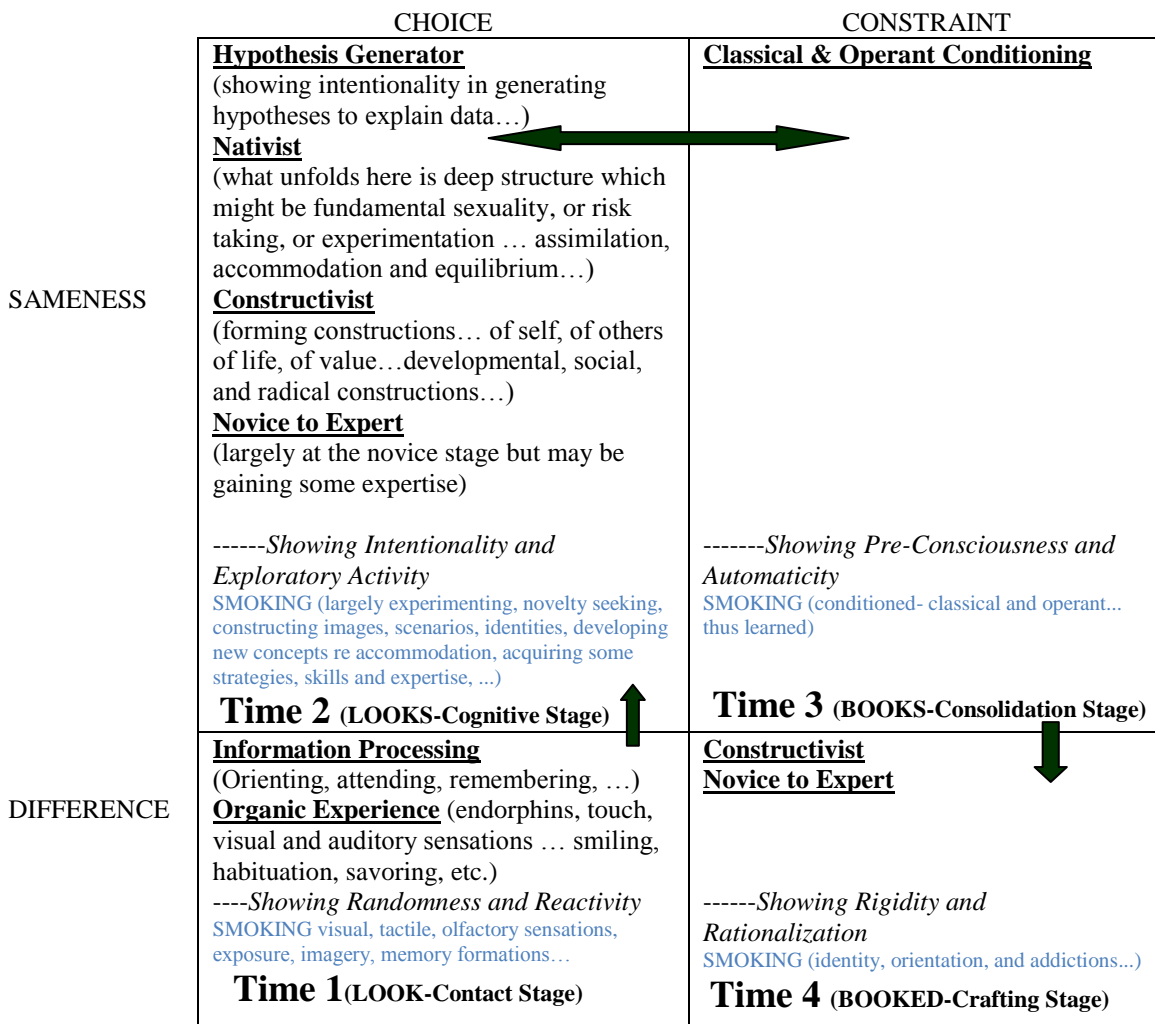 CHOICE
CONSTRAINT
SAMENESS
Hypothesis Generator
(showing intentionality in generating
hypotheses to explain data…)
Nativist
(what unfolds here is deep structure which
might be fundamental sexuality, or risk
taking, or experimentation … assimilation,
accommodation and equilibrium…)
Constructivist
(forming constructions… of self, of others
of life, of value…developmental, social,
and radical constructions…)
Novice to Expert
(largely at the novice stage but may be
gaining some expertise)
------Showing Intentionality and
Exploratory Activity
SMOKING (largely experimenting, novelty seeking,
constructing images, scenarios, identities, developing
new concepts re accommodation, acquiring some
strategies, skills and expertise, ...)
Time 2 (LOOKS-Cognitive Stage)
Classical & Operant Conditioning
-------Showing Pre-Consciousness and
Automaticity
SMOKING (conditioned- classical and operant...
thus learned)
Time 3 (BOOKS-Consolidation Stage)
DIFFERENCE
Information Processing
(Orienting, attending, remembering, …)
Organic Experience (endorphins, touch,
visual and auditory sensations … smiling,
habituation, savoring, etc.)
----Showing Randomness and Reactivity
SMOKING visual, tactile, olfactory sensations,
exposure, imagery, memory formations…
Time 1(LOOK-Contact Stage)
Constructivist
Novice to Expert
------Showing Rigidity and
Rationalization
SMOKING (identity, orientation, and addictions...)
Time 4 (BOOKED-Crafting Stage)